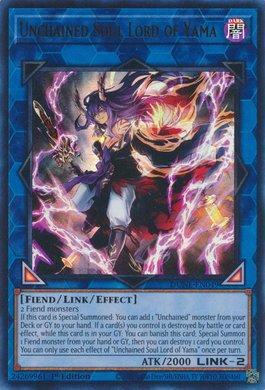 Unchained Soul Lord of Yama
DARK
DUNE-EN049
[FIEND/LINK/EFFECT]
2 Fiend monsters
If this card is Special Summoned: You can add 1 "Unchained" monster from your
Deck or GY to your hand. If a card(s) you control is destroyed by battle or card
effect, while this card is in your GY: You can banish this card; Special Summon
1 Fiend monster from your hand or GY, then you can destroy 1 card you control.
You can only use each effect of "Unchained Soul Lord of Yama" once per turn.
ATK/2000 LINK-2
24269961 1st Edition